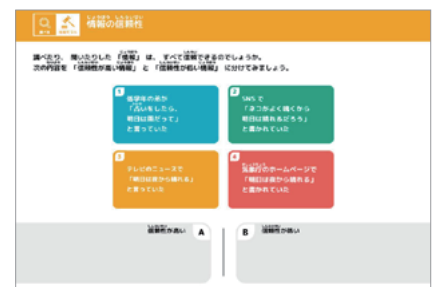 情報の信頼性
調べたり、聞いたりした「情報」は、すべて信頼できるのでしょうか。
次の内容を「信頼性が高い情報」と「信頼性が低い情報」に分けてみましょう。
1
「占いをしたら、
明日は雨だって」
と言っていた
2
SNSで
「ネコがよく鳴くから
明日は晴れるだろう」
と書かれていた
3
テレビのニュースで
「明日は夜から晴れる」
と言っていた
4
気象庁のホームページで
「明日は夜から晴れる」
と書かれていた
信頼性が高い A
B 信頼性が低い